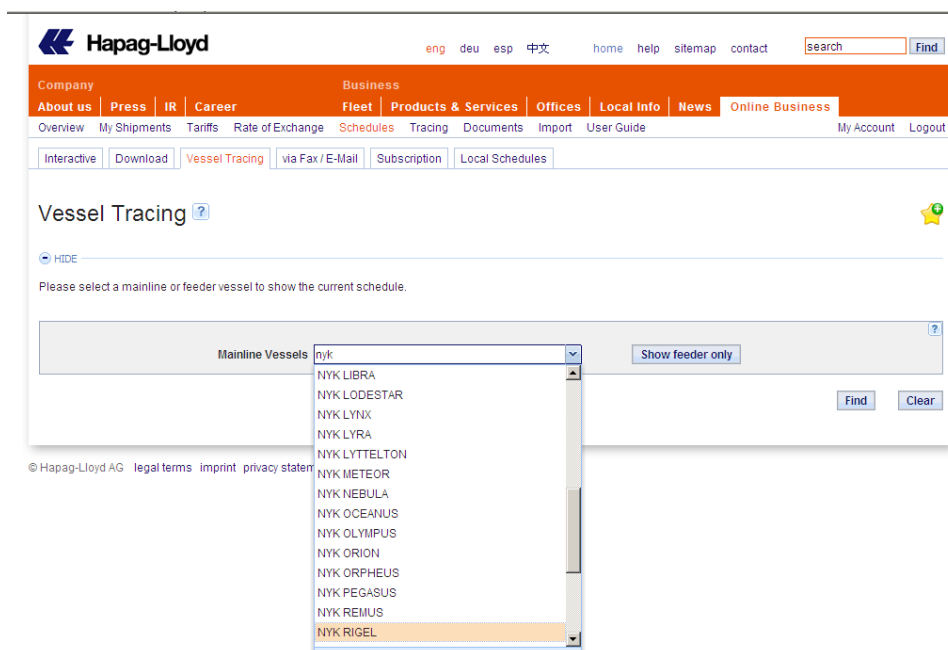 Hapag-Lloyd
eng deu esp 中文 home help sitemap contact search Find
Company Business
About us Press IR Career Fleet Products & Services Offices Local Info News Online Business
Overview My Shipments Tariffs Rate of Exchange Schedules Tracing Documents Import User Guide My Account Logout
Interactive Download Vessel Tracing via Fax / E-Mail Subscription Local Schedules
Vessel Tracing ?
HIDE
Please select a mainline or feeder vessel to show the current schedule.
?
Mainline Vessels nyk Show feeder only
NYK LIBRA
NYK LODESTAR
Find Clear
NYK LYNX
NYK LYRA
NYK LYTTELTON
© Hapag-Lloyd AG legal terms imprint privacy statem
NYK METEOR
NYK NEBULA
NYK OCEANUS
NYK OLYMPUS
NYK ORION
NYK ORPHEUS
NYK PEGASUS
NYK REMUS
NYK RIGEL